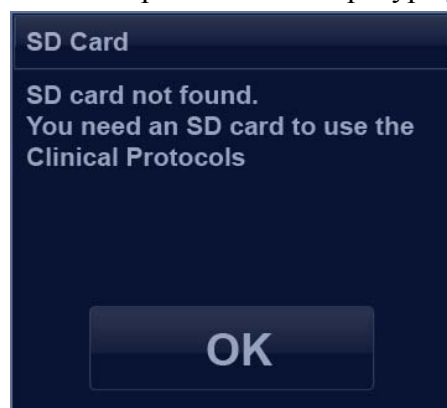 SD Card
SD card not found.
You need an SD card to use the
Clinical Protocols
OK